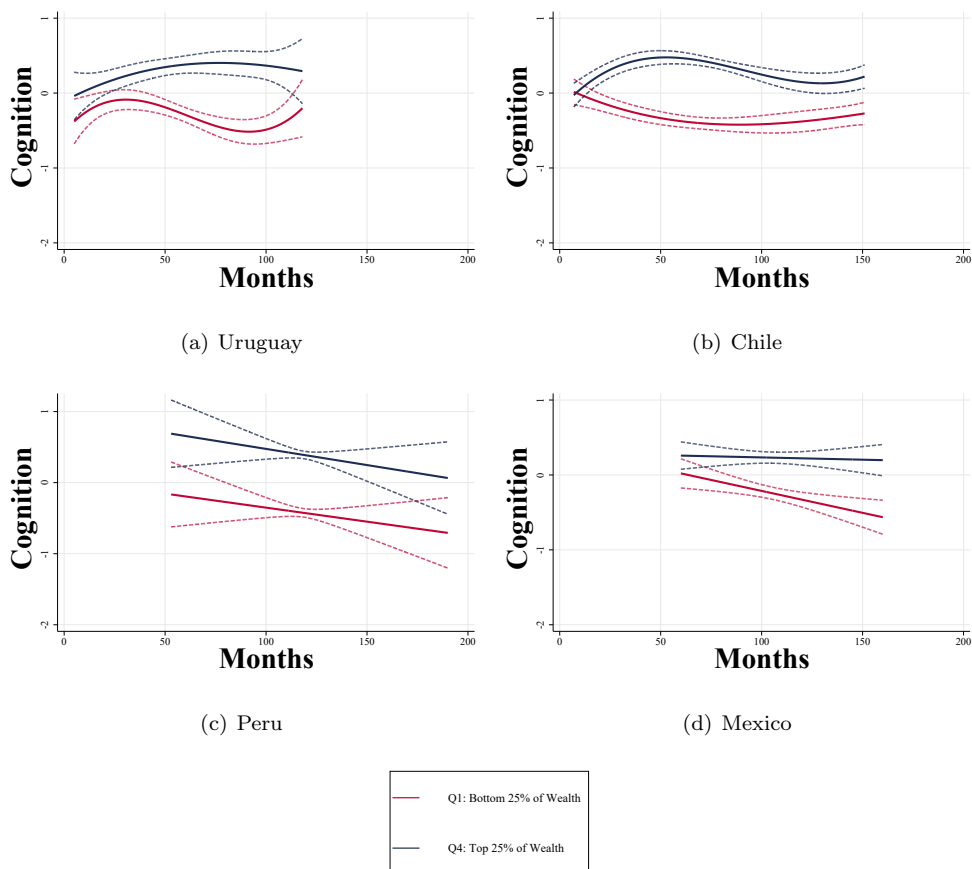 1
0
-1
-2
Cognition
0
50
100
150
200
Months
(a) Uruguay
1
0
-1
-2
Cognition
0
50
100
150
200
Months
(b) Chile
1
0
-1
-2
Cognition
0
50
100
150
200
Months
(c) Peru
1
0
-1
-2
Cognition
0
50
100
150
200
Months
(d) Mexico
Q1: Bottom 25% of Wealth
Q4: Top 25% of Wealth